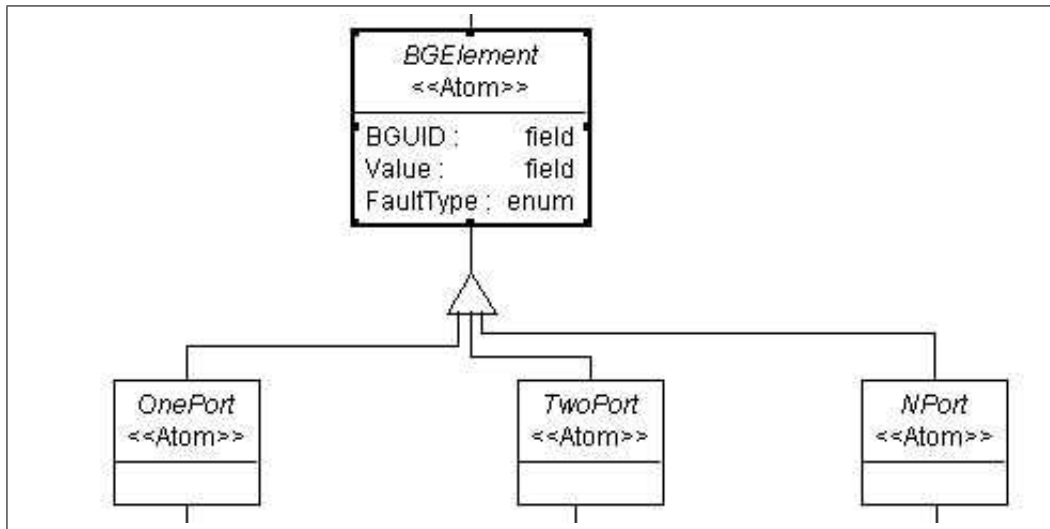 BGElement
<<Atom>>
BGUID : field
Value : field
FaultType : enum
OnePort
<<Atom>>
TwoPort
<<Atom>>
NPort
<<Atom>>